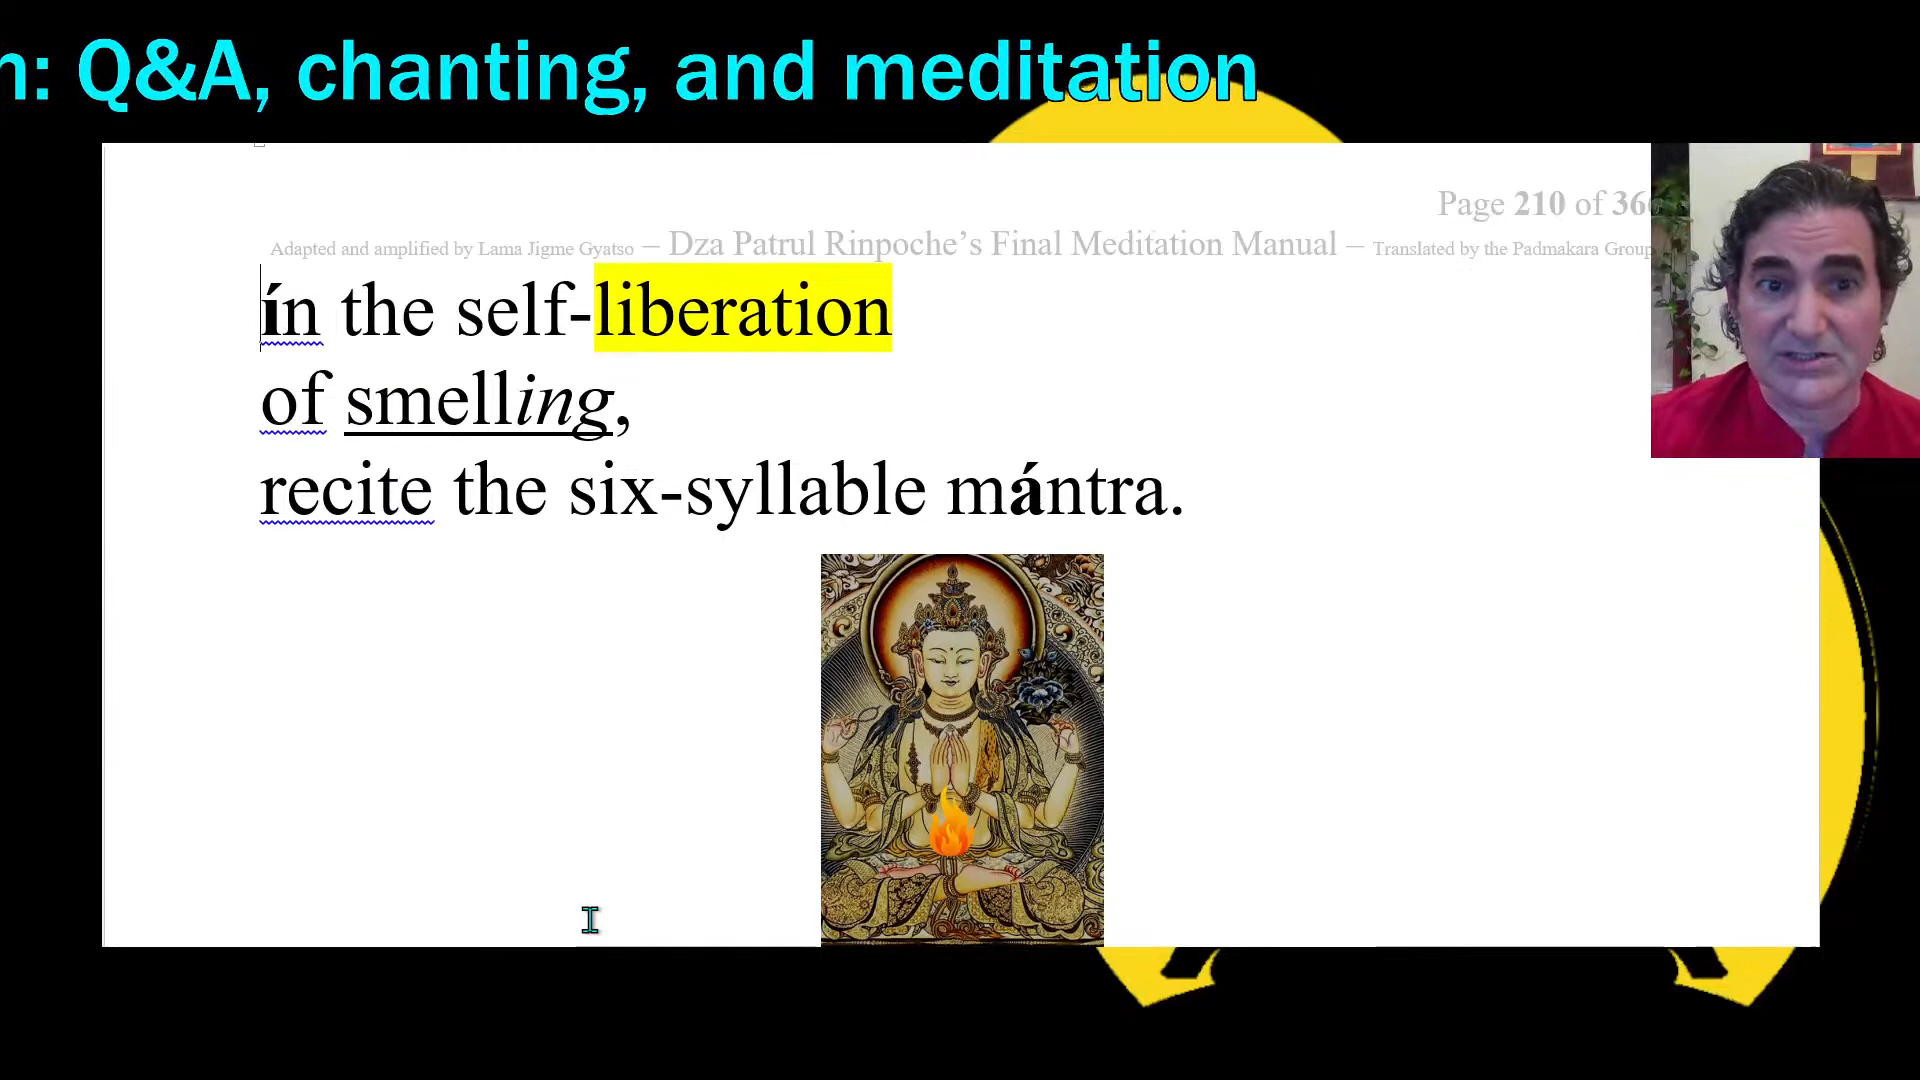 n: Q&A, chanting, and meditation
Page 210 of 36
Adapted and amplified by Lama Jigme Gyatso — Dza Patrul Rinpoche’s Final Meditation Manual — Translated by the Padmakara Group
ín the self-liberation
of smelling,
recite the six-syllable mántra.